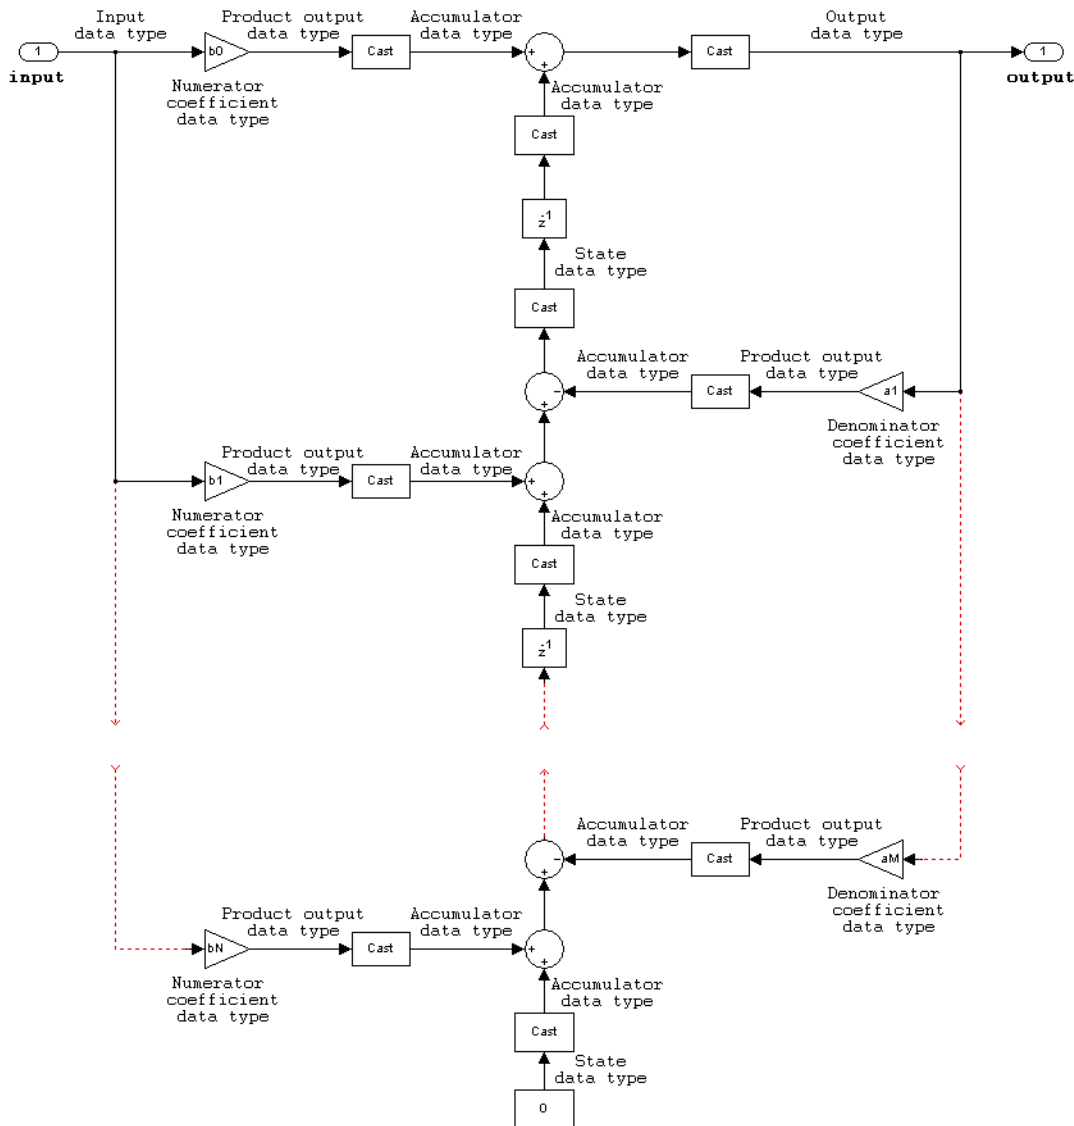 Input
data type
Product output
data type
Accumulator
data type
Output
data type
1
input
b0
Cast
+
+
Cast
1
output
Numerator
coefficient
data type
Accumulator
data type
Cast
z-1
State
data type
Cast
Accumulator
data type
Product output
data type
+
-
Cast
a1
Denominator
coefficient
data type
Product output
data type
Accumulator
data type
b1
Cast
+
+
Numerator
coefficient
data type
Accumulator
data type
Cast
State
data type
z-1
Accumulator
data type
Product output
data type
+
-
Cast
aM
Denominator
coefficient
data type
Product output
data type
Accumulator
data type
bN
Cast
+
+
Numerator
coefficient
data type
Accumulator
data type
Cast
State
data type
0